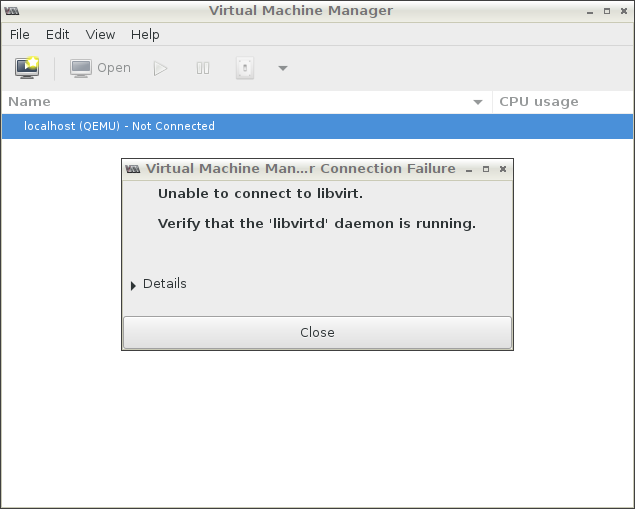 Virtual Machine Manager
File Edit View Help
Open
Name CPU usage
localhost (QEMU) - Not Connected
Virtual Machine Man...r Connection Failure
Unable to connect to libvirt.
Verify that the 'libvirtd' daemon is running.
Details
Close